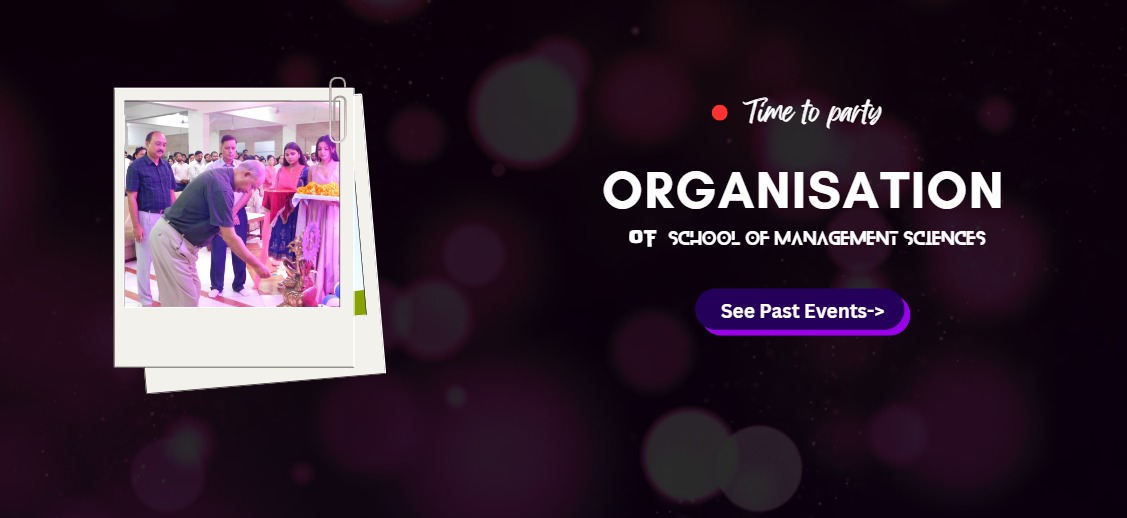 Time to party
ORGANISATION
OF SCHOOL OF MANAGEMENT SCIENCES
See Past Events->